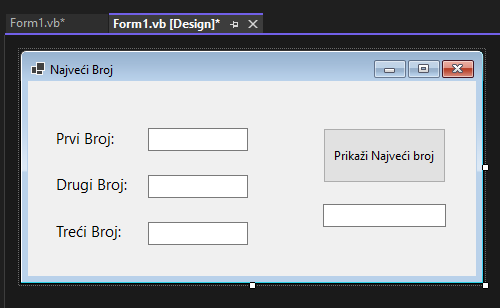 Form1.vb*
Form1.vb [Design]*
Najveći Broj
Prvi Broj:
Prikaži Najveći broj
Drugi Broj:
Treći Broj: